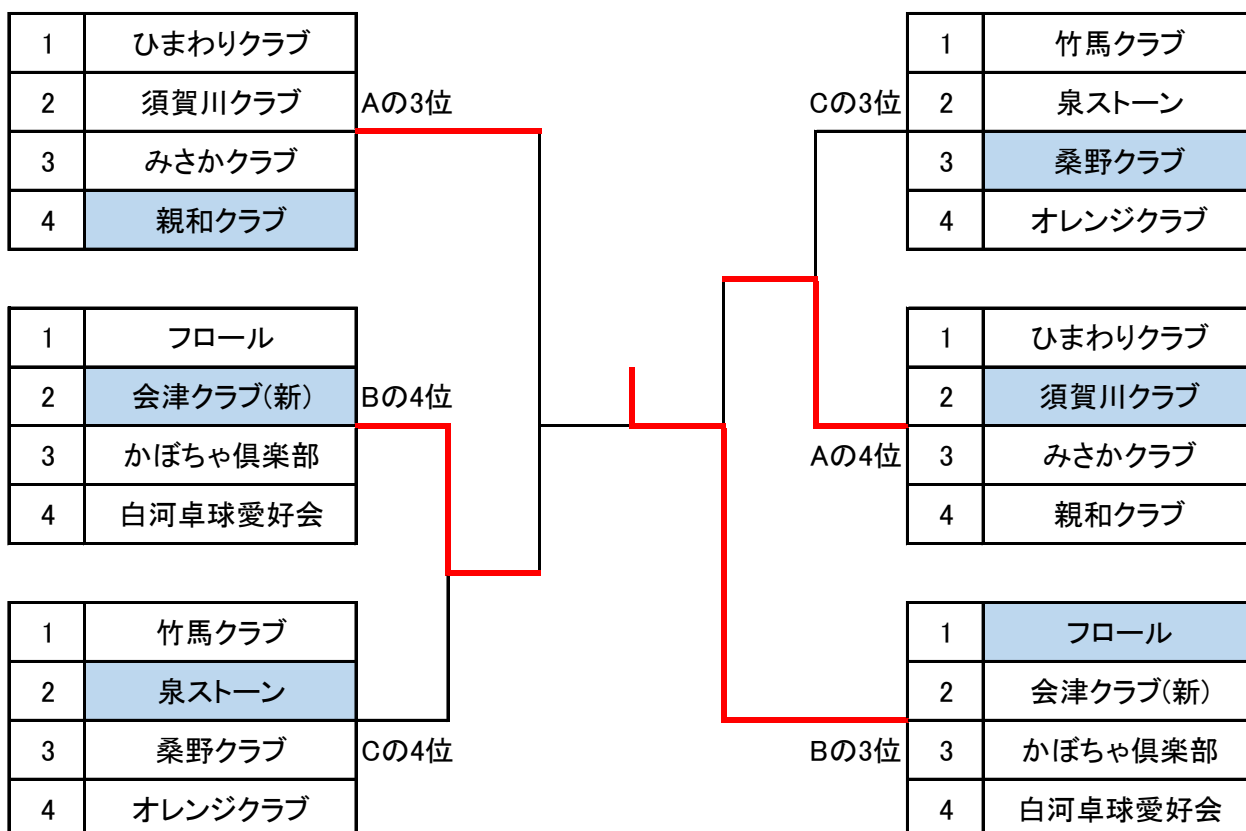 1 ひまわりクラブ
2 須賀川クラブ
3 みさかクラブ
4 親和クラブ
Aの3位
1 フロール
2 会津クラブ(新)
3 かぼちゃ倶楽部
4 白河卓球愛好会
Bの4位
1 竹馬クラブ
2 泉ストーン
3 桑野クラブ
4 オレンジクラブ
Cの4位
Cの3位
1 竹馬クラブ
2 泉ストーン
3 桑野クラブ
4 オレンジクラブ
Aの4位
1 ひまわりクラブ
2 須賀川クラブ
3 みさかクラブ
4 親和クラブ
Bの3位
1 フロール
2 会津クラブ(新)
3 かぼちゃ倶楽部
4 白河卓球愛好会